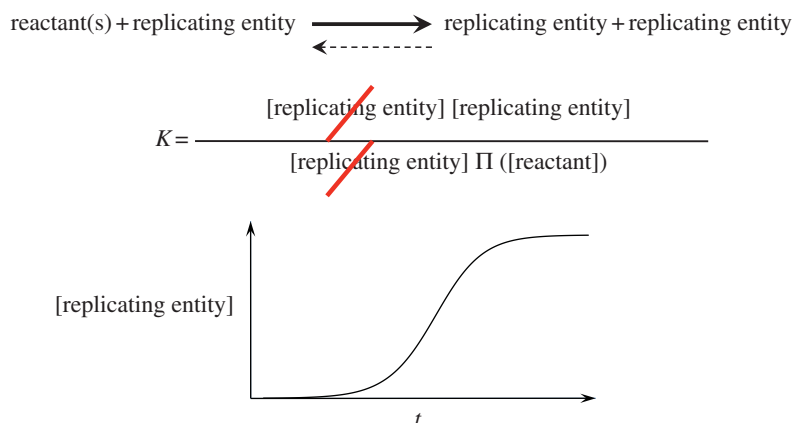 reactant(s) + replicating entity replicating entity + replicating entity
[replicating entity] [replicating entity]
K =
[replicating entity] Π ([reactant])
[replicating entity]
t